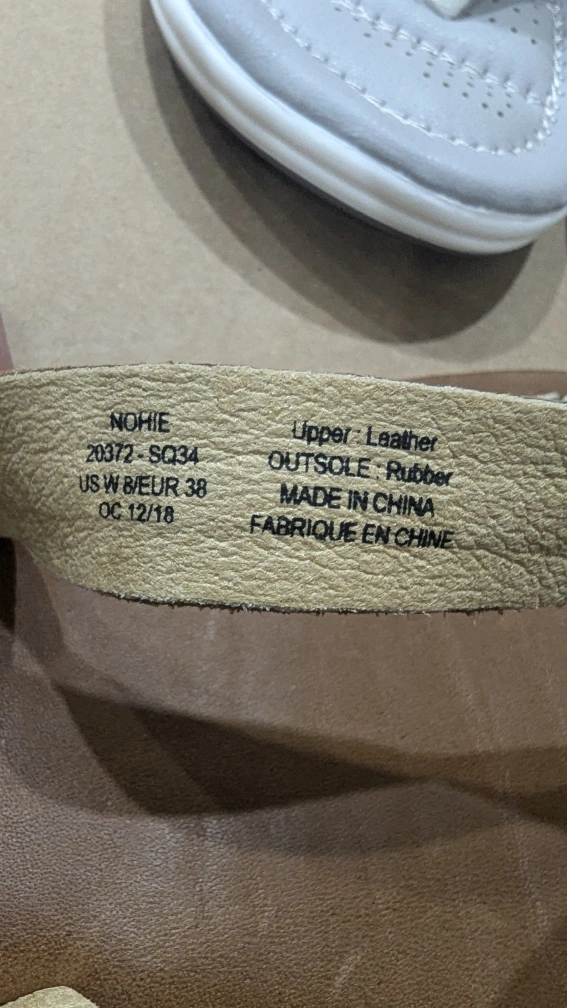 NOHIE
20372 - SQ34
US W 8/EUR 38
OC 12/18
Upper : Leather
OUTSOLE : Rubber
MADE IN CHINA
FABRIQUE EN CHINE